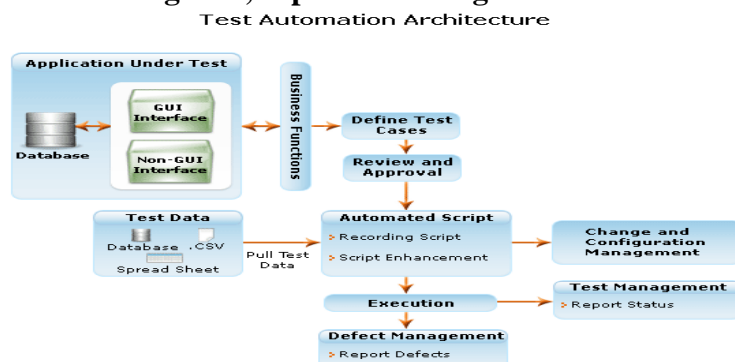 Test Automation Architecture
Application Under Test
GUI
Interface
Database
Non-GUI
Interface
Business Functions
Define Test
Cases
Review and
Approval
Test Data
Database
.CSV
Spread Sheet
Pull Test
Data
Automated Script
Recording Script
Script Enhancement
Change and
Configuration
Management
Execution
Test Management
Report Status
Defect Management
Report Defects